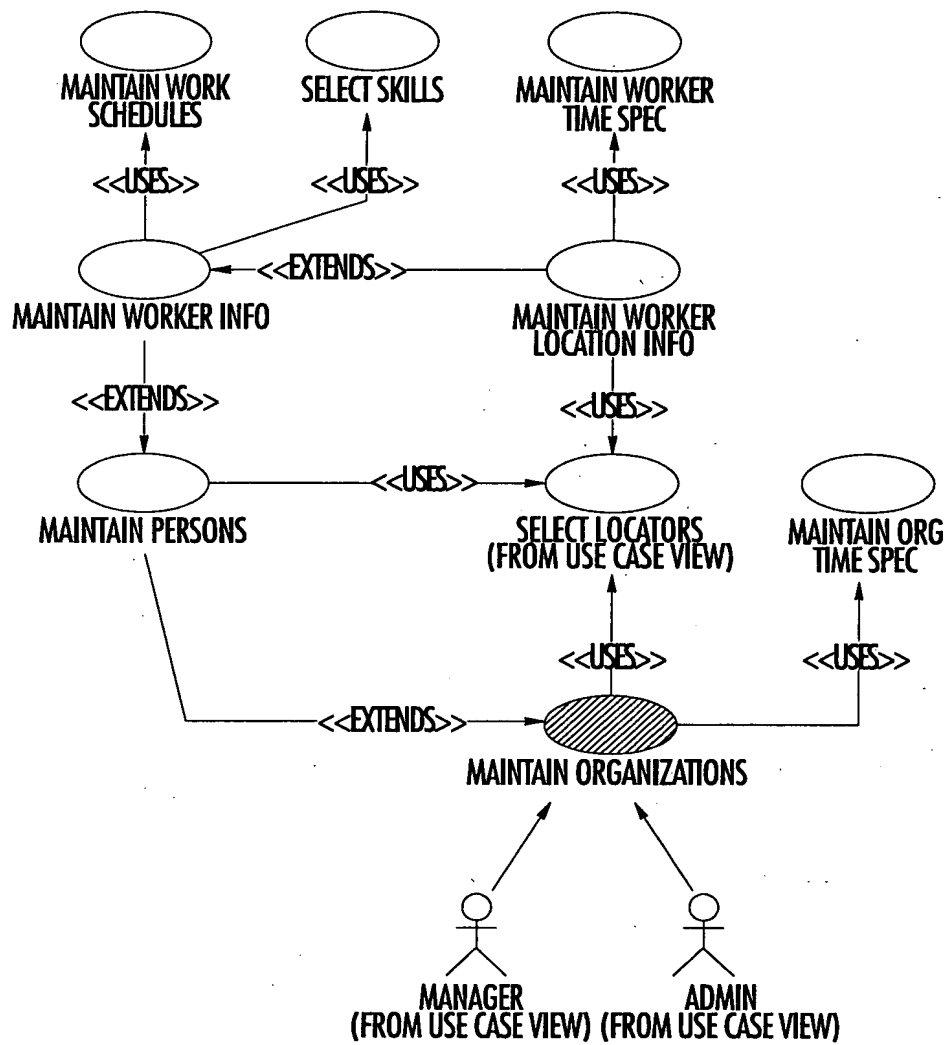 MAINTAIN WORK
SCHEDULES
SELECT SKILLS
MAINTAIN WORKER
TIME SPEC
<<USES>>
<<USES>>
<<USES>>
<<EXTENDS>>
MAINTAIN WORKER INFO
MAINTAIN WORKER
LOCATION INFO
<<EXTENDS>>
<<USES>>
<<USES>>
MAINTAIN PERSONS
SELECT LOCATORS
(FROM USE CASE VIEW)
MAINTAIN ORG
TIME SPEC
<<USES>>
<<USES>>
<<EXTENDS>>
MAINTAIN ORGANIZATIONS
MANAGER
(FROM USE CASE VIEW)
ADMIN
(FROM USE CASE VIEW)